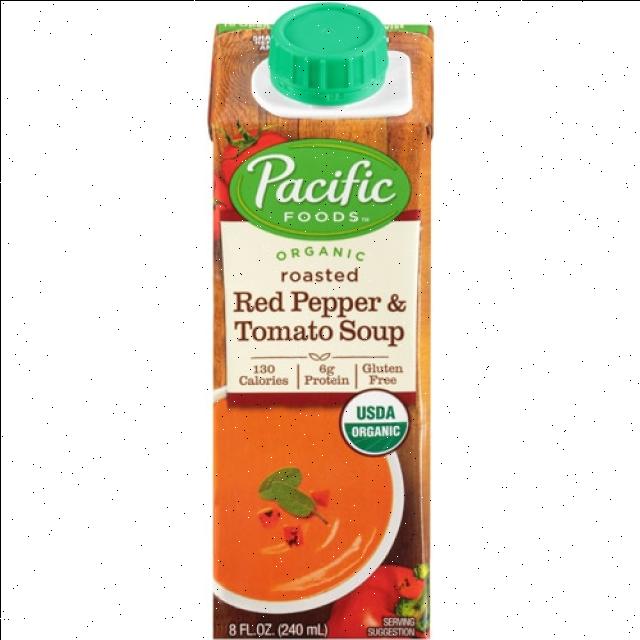 Pacific
FOODS™
ORGANIC
roasted
Red Pepper &
Tomato Soup
130
Calories
6g
Protein
Gluten
Free
USDA
ORGANIC
8 FL.OZ. (240 mL)
SERVING
SUGGESTION